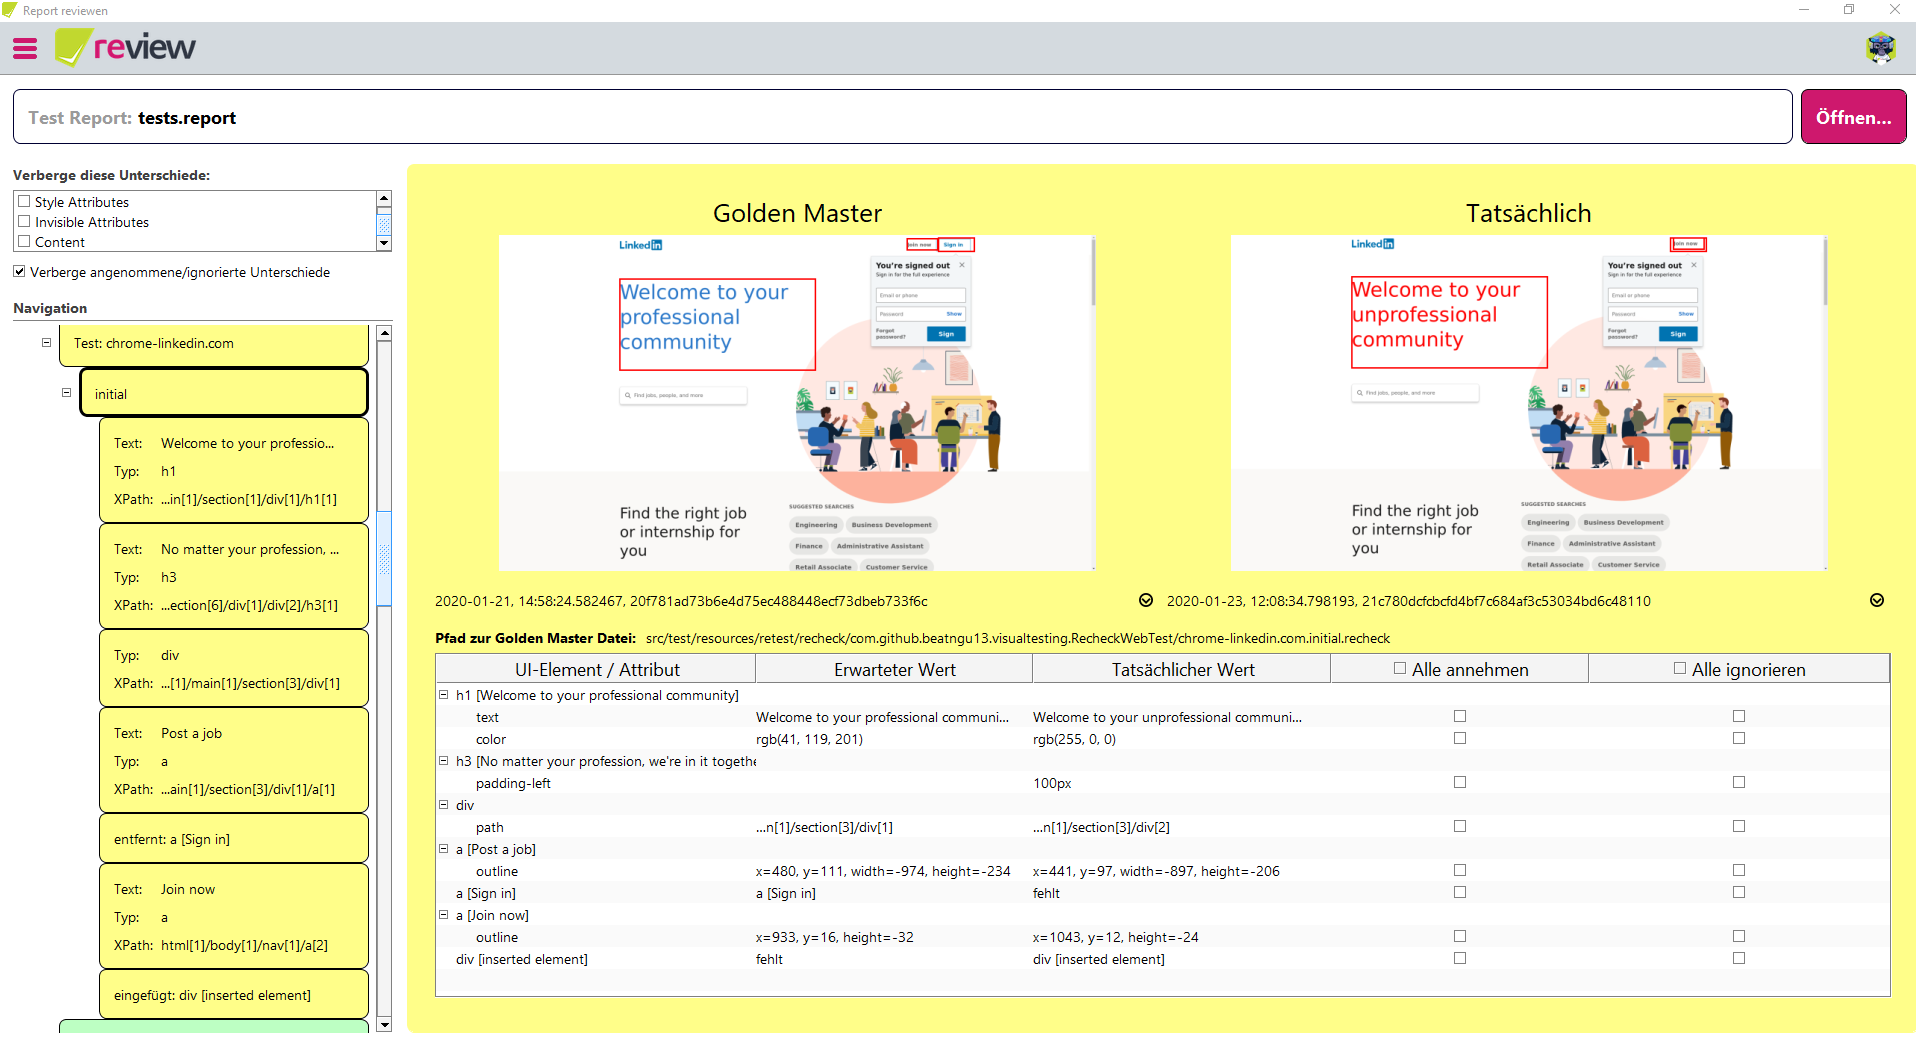 Report reviewen
review
Test Report: tests.report
Öffnen...
Verberge diese Unterschiede:
Style Attributes
Invisible Attributes
Content
Verberge angenommene/ignorierte Unterschiede
Navigation
Test: chrome-linkedin.com
initial
Text: Welcome to your professio...
Typ: h1
XPath: ...in[1]/section[1]/div[1]/h1[1]
Text: No matter your profession, ...
Typ: h3
XPath: ...ection[6]/div[1]/div[2]/h3[1]
Typ: div
XPath: ...[1]/main[1]/section[3]/div[1]
Text: Post a job
Typ: a
XPath: ...ain[1]/section[3]/div[1]/a[1]
entfernt: a [Sign in]
Text: Join now
Typ: a
XPath: html[1]/body[1]/nav[1]/a[2]
eingefügt: div [inserted element]
Golden Master
LinkedIn
Join now Sign in
You're signed out
Sign in for the full experience
Email or phone
Password Show
Forgot
password?
Sign
Welcome to your
professional
community
Find jobs, people, and more
Find the right job
or internship for
you
SUGGESTED SEARCHES
Engineering Business Development
Finance Administrative Assistant
Retail Associate Customer Service
Tatsächlich
LinkedIn
Join now
You're signed out
Sign in for the full experience
Email or phone
Password Show
Forgot
password?
Sign
Welcome to your
unprofessional
community
Find jobs, people, and more
Find the right job
or internship for
you
SUGGESTED SEARCHES
Engineering Business Development
Finance Administrative Assistant
Retail Associate Customer Service
2020-01-21, 14:58:24.582467, 20f781ad73b6e4d75ec488448ecf73dbeb733f6c
2020-01-23, 12:08:34.798193, 21c780dcfcbcfd4bf7c684af3c53034bd6c48110
Pfad zur Golden Master Datei: src/test/resources/retest/recheck/com.github.beatngu13.visualtesting.RecheckWebTest/chrome-linkedin.com.initial.recheck
UI-Element / Attribut Erwarteter Wert Tatsächlicher Wert Alle annehmen Alle ignorieren
h1 [Welcome to your professional community]
text Welcome to your professional communi... Welcome to your unprofessional communi...
color rgb(41, 119, 201) rgb(255, 0, 0)
h3 [No matter your profession, we're in it togethe
padding-left 100px
div
path ...n[1]/section[3]/div[1] ...n[1]/section[3]/div[2]
a [Post a job]
outline x=480, y=111, width=-974, height=-234 x=441, y=97, width=-897, height=-206
a [Sign in] a [Sign in] fehlt
a [Join now]
outline x=933, y=16, height=-32 x=1043, y=12, height=-24
div [inserted element] fehlt div [inserted element]